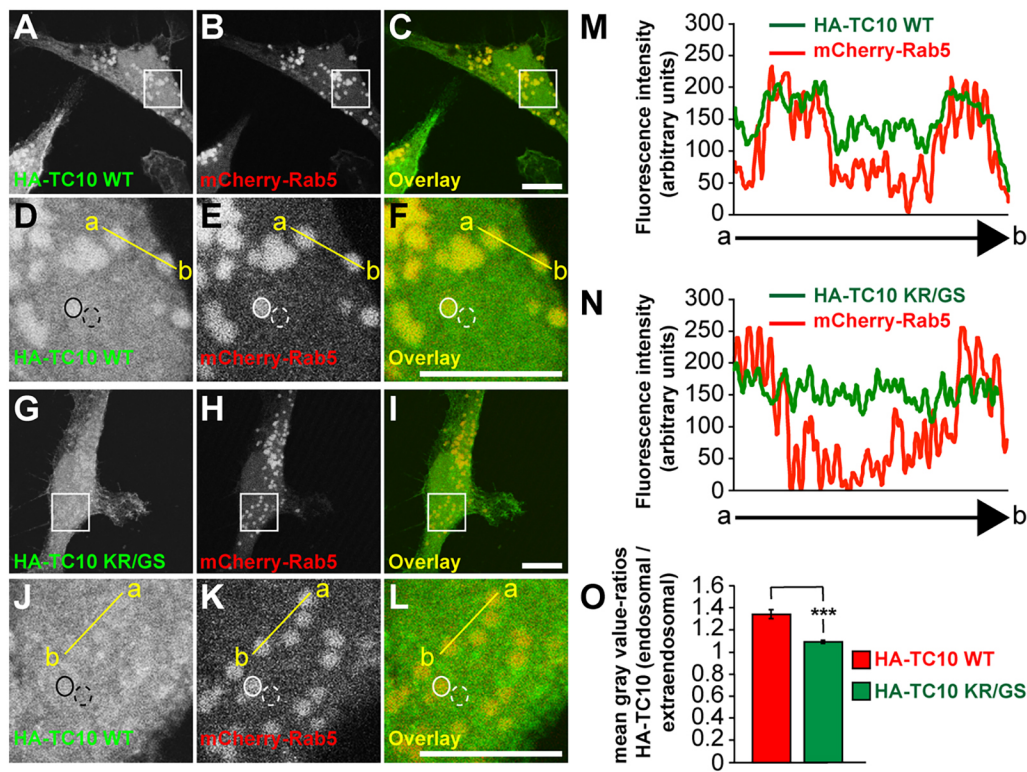 A
B
C
HA-TC10 WT
mCherry-Rab5
Overlay
D
E
F
a
b
a
b
a
b
HA-TC10 WT
mCherry-Rab5
Overlay
G
H
I
HA-TC10 KR/GS
mCherry-Rab5
Overlay
J
K
L
a
b
a
b
a
b
HA-TC10 WT
mCherry-Rab5
Overlay
M
HA-TC10 WT
mCherry-Rab5
Fluorescence intensity
(arbitrary units)
300
250
200
150
100
50
0
a
b
N
HA-TC10 KR/GS
mCherry-Rab5
Fluorescence intensity
(arbitrary units)
300
250
200
150
100
50
0
a
b
O
mean gray value-ratios
HA-TC10 (endosomal /
extraendosomal)
1.6
1.4
1.2
1
0.8
0.6
0.4
0.2
0
***
HA-TC10 WT
HA-TC10 KR/GS